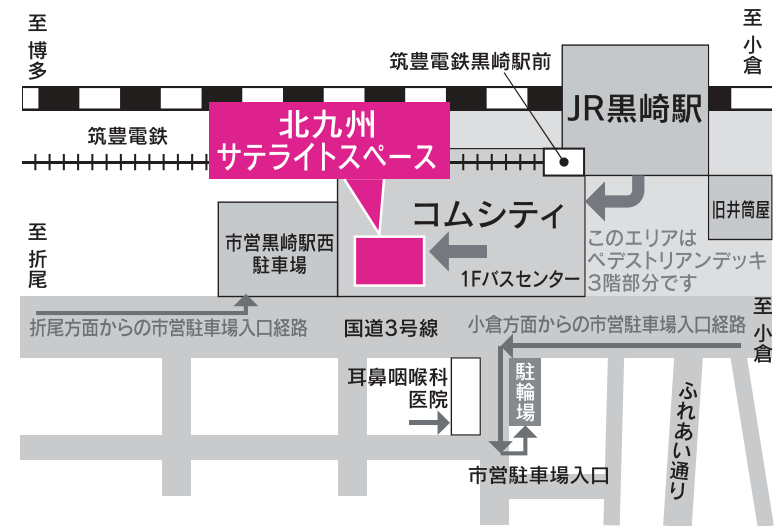 至 博多
至 小倉
筑豊電鉄黒崎駅前
JR黒崎駅
北九州
サテライトスペース
筑豊電鉄
コムシティ
旧井筒屋
至 折尾
市営黒崎駅西
駐車場
1Fバスセンター
このエリアは
ペデストリアンデッキ
3階部分です
折尾方面からの市営駐車場入口経路
国道3号線
小倉方面からの市営駐車場入口経路
至 小倉
耳鼻咽喉科
医院
駐輪場
ふれあい通り
市営駐車場入口